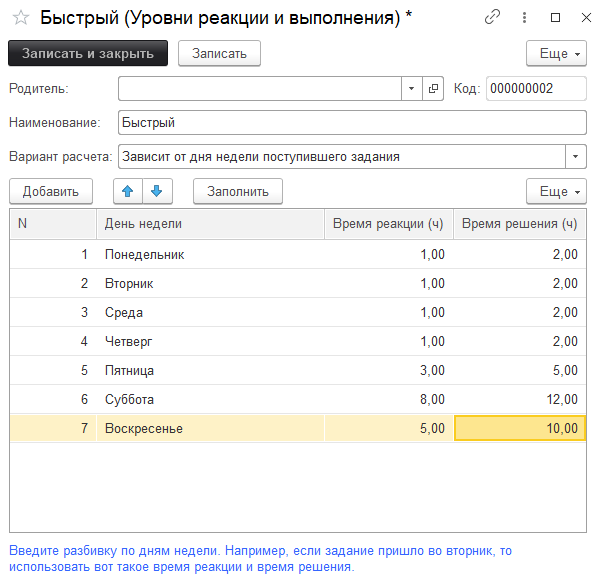 Быстрый (Уровни реакции и выполнения) *
Записать и закрыть Записать Еще
Родитель: Код: 000000002
Наименование: Быстрый
Вариант расчета: Зависит от дня недели поступившего задания
Добавить Заполнить Еще
N День недели Время реакции (ч) Время решения (ч)
1 Понедельник 1,00 2,00
2 Вторник 1,00 2,00
3 Среда 1,00 2,00
4 Четверг 1,00 2,00
5 Пятница 3,00 5,00
6 Суббота 8,00 12,00
7 Воскресенье 5,00 10,00
Введите разбивку по дням недели. Например, если задание пришло во вторник, то
использовать вот такое время реакции и время решения.